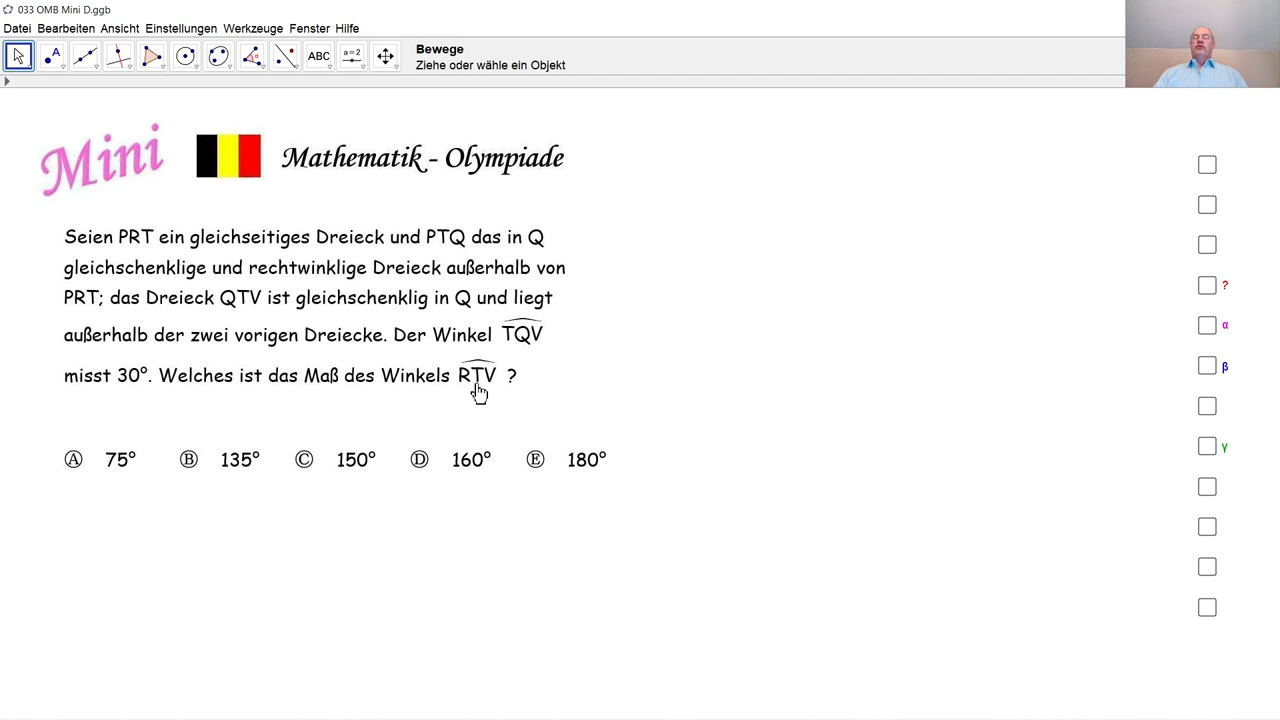 033 OMB Mini D.ggb
Datei Bearbeiten Ansicht Einstellungen Werkzeuge Fenster Hilfe
A
α
ABC
a=2
Bewege
Ziehe oder wähle ein Objekt
Mini
Mathematik - Olympiade
Seien PRT ein gleichseitiges Dreieck und PTQ das in Q
gleichschenklige und rechtwinklige Dreieck außerhalb von
PRT; das Dreieck QTV ist gleichschenklig in Q und liegt
außerhalb der zwei vorigen Dreiecke. Der Winkel TQV
misst 30°. Welches ist das Maß des Winkels RTV ?
Ⓐ 75° Ⓑ 135° Ⓒ 150° Ⓓ 160° Ⓔ 180°
?
α
β
γ